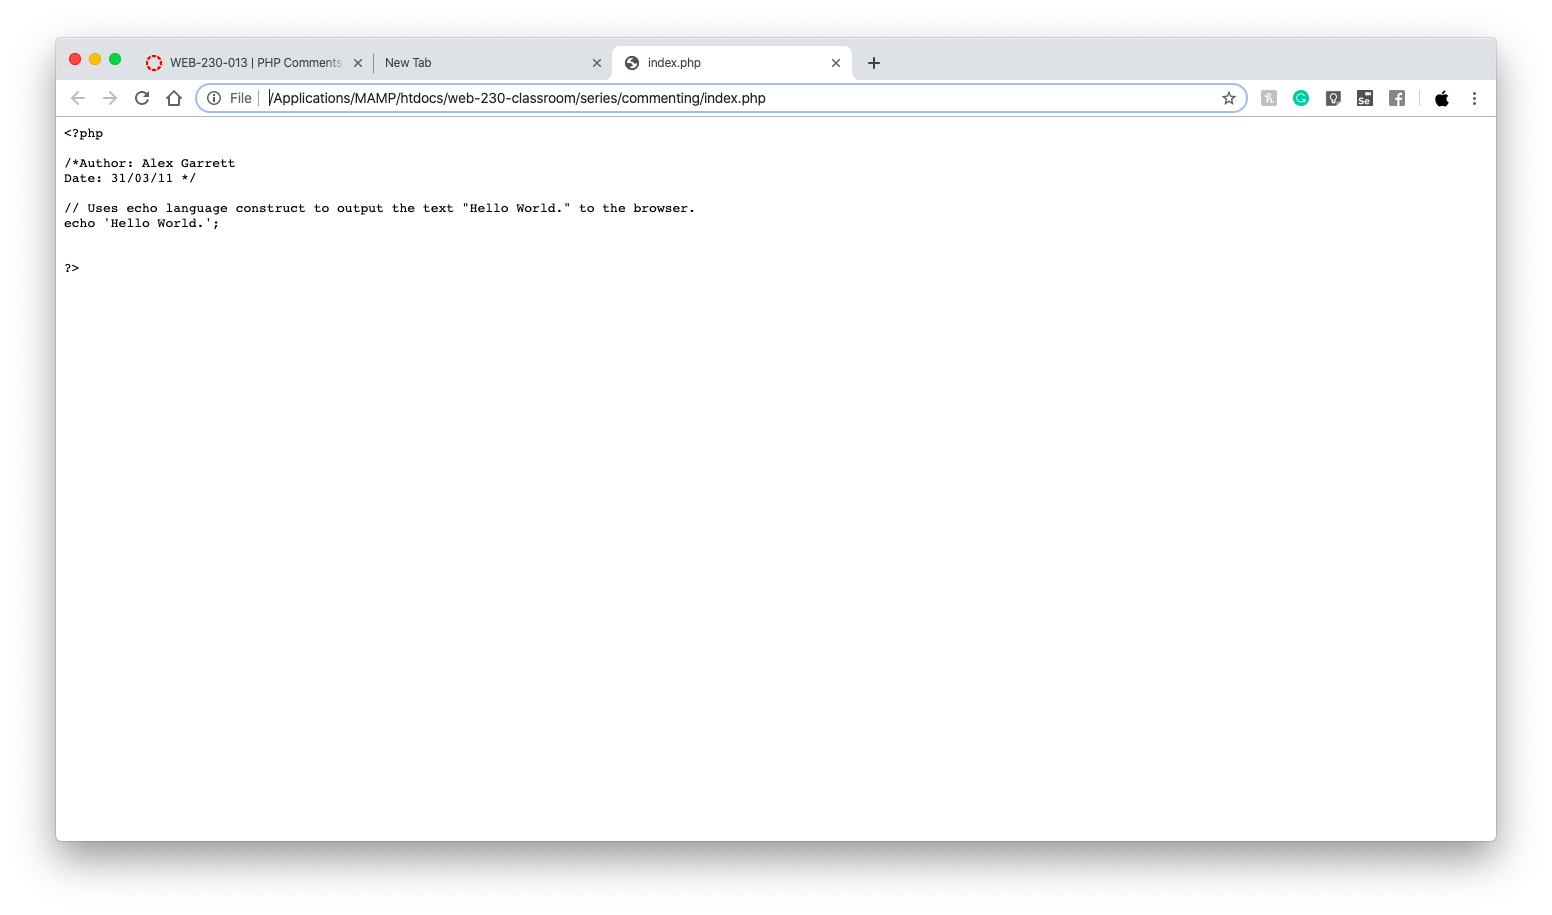 WEB-230-013 | PHP Comments
New Tab
index.php
File
/Applications/MAMP/htdocs/web-230-classroom/series/commenting/index.php
Se
<?php
/*Author: Alex Garrett
Date: 31/03/11 */
// Uses echo language construct to output the text "Hello World." to the browser.
echo 'Hello World.';
?>